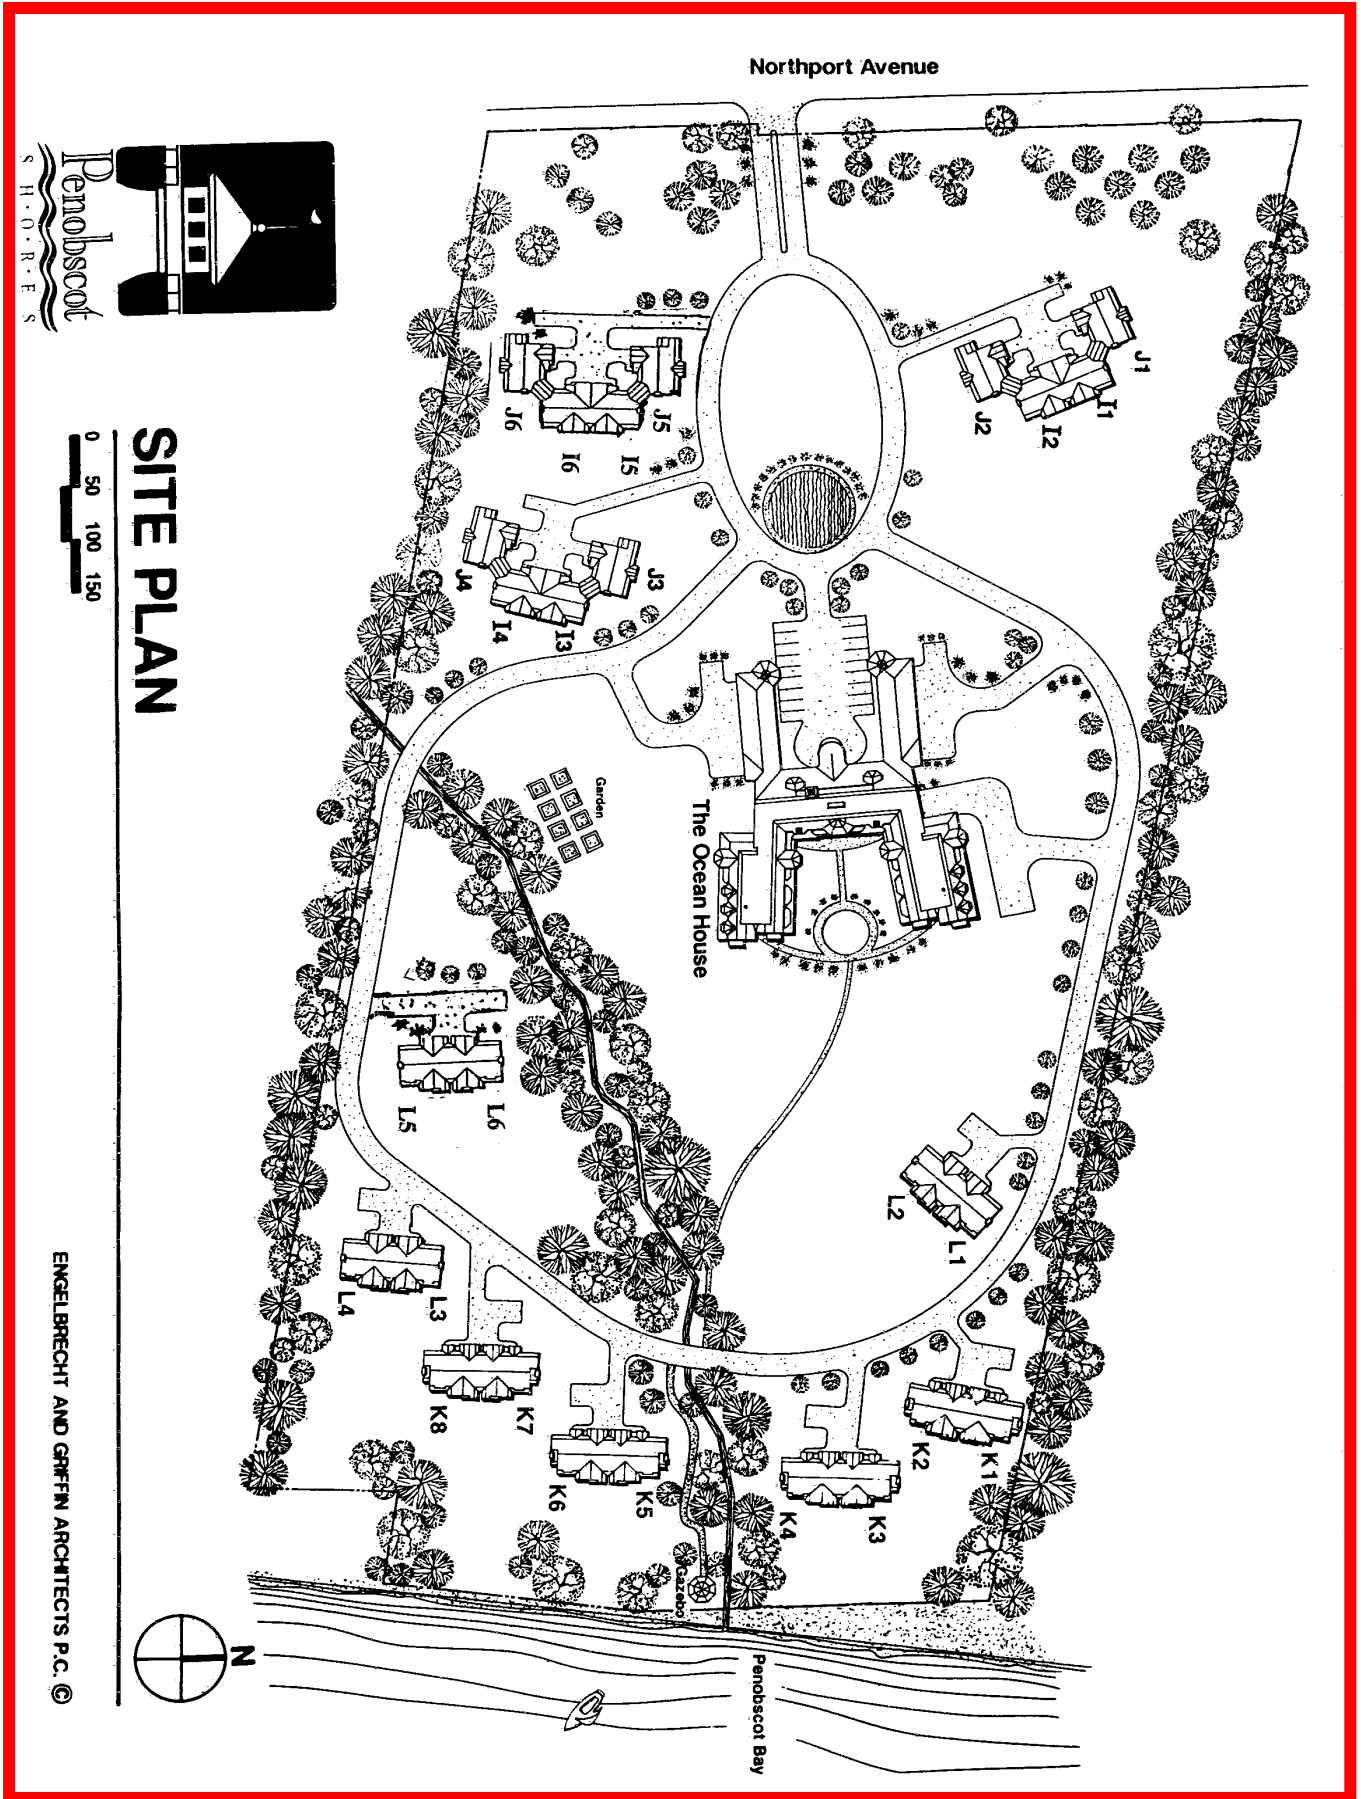 Northport Avenue
Penobscot
S·H·O·R·E·S
SITE PLAN
0 50 100 150
J1
I1
I2
J2
J5
J6
I5
I6
J3
J4
I3
I4
Garden
The Ocean House
L6
L5
L2
L1
L3
L4
K7
K8
K5
K6
K1
K2
K3
K4
Gazebo
Penobscot Bay
N
ENGELBRECHT AND GRIFFIN ARCHITECTS P.C. ©